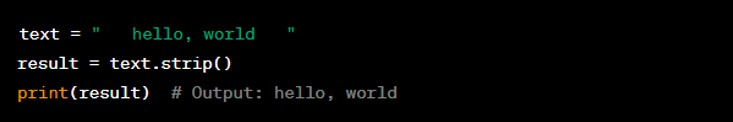 text = "   hello, world   "
result = text.strip()
print(result)  # Output: hello, world